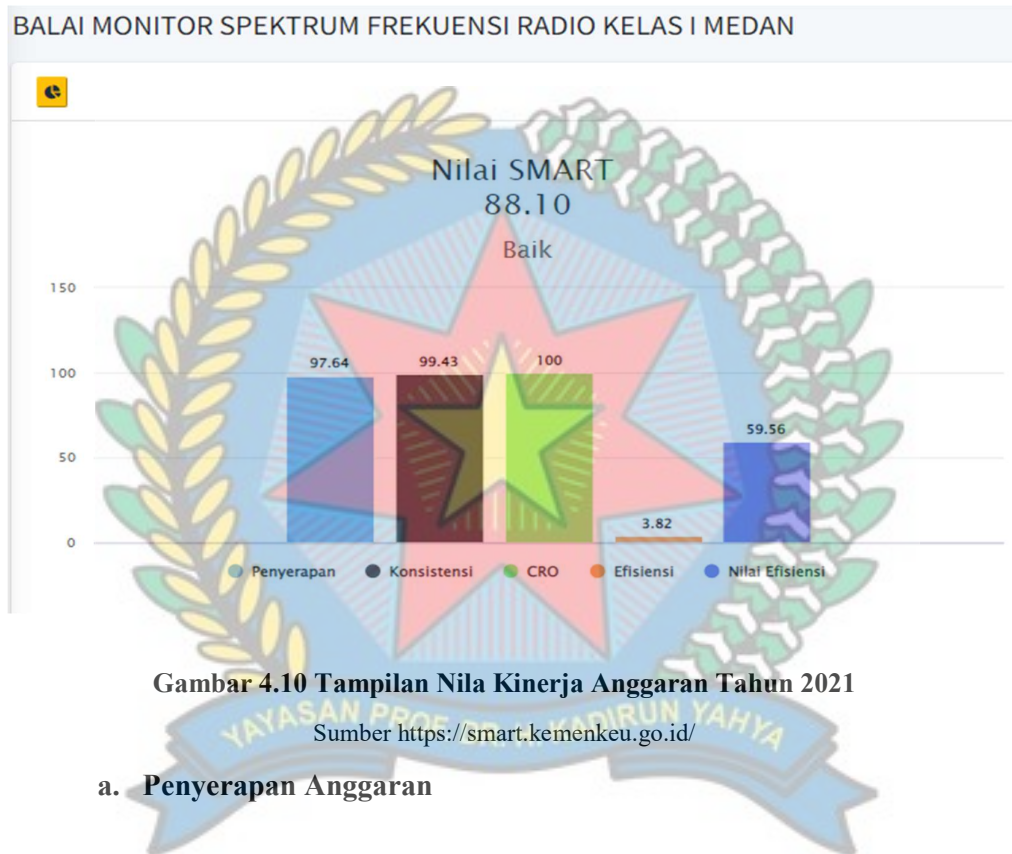 BALAI MONITOR SPEKTRUM FREKUENSI RADIO KELAS I MEDAN
Nilai SMART
88.10
Baik
150
100
50
0
97.64
99.43
100
3.82
59.56
Penyerapan Konsistensi CRO Efisiensi Nilai Efisiensi
Gambar 4.10 Tampilan Nila Kinerja Anggaran Tahun 2021
YAYASAN PROF. DR. H. KADIRUN YAHYA
Sumber https://smart.kemenkeu.go.id/
a. Penyerapan Anggaran